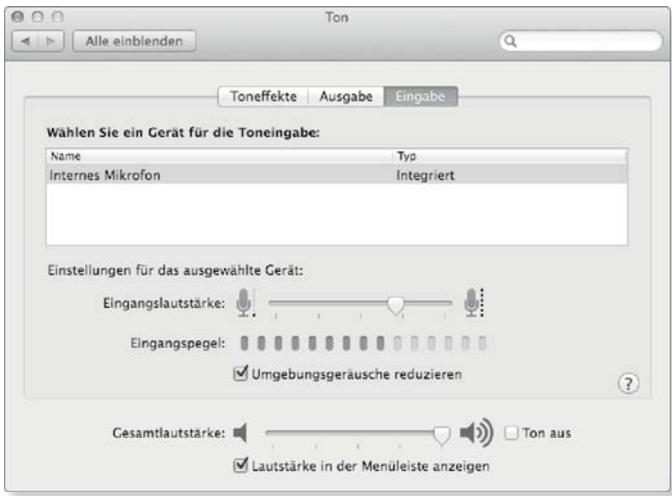 Ton
Alle einblenden
Toneffekte Ausgabe Eingabe
Wählen Sie ein Gerät für die Toneingabe:
Name Typ
Internes Mikrofon Integriert
Einstellungen für das ausgewählte Gerät:
Eingangslautstärke:
Eingangspegel:
Umgebungsgeräusche reduzieren
?
Gesamtlautstärke: Ton aus
Lautstärke in der Menüleiste anzeigen